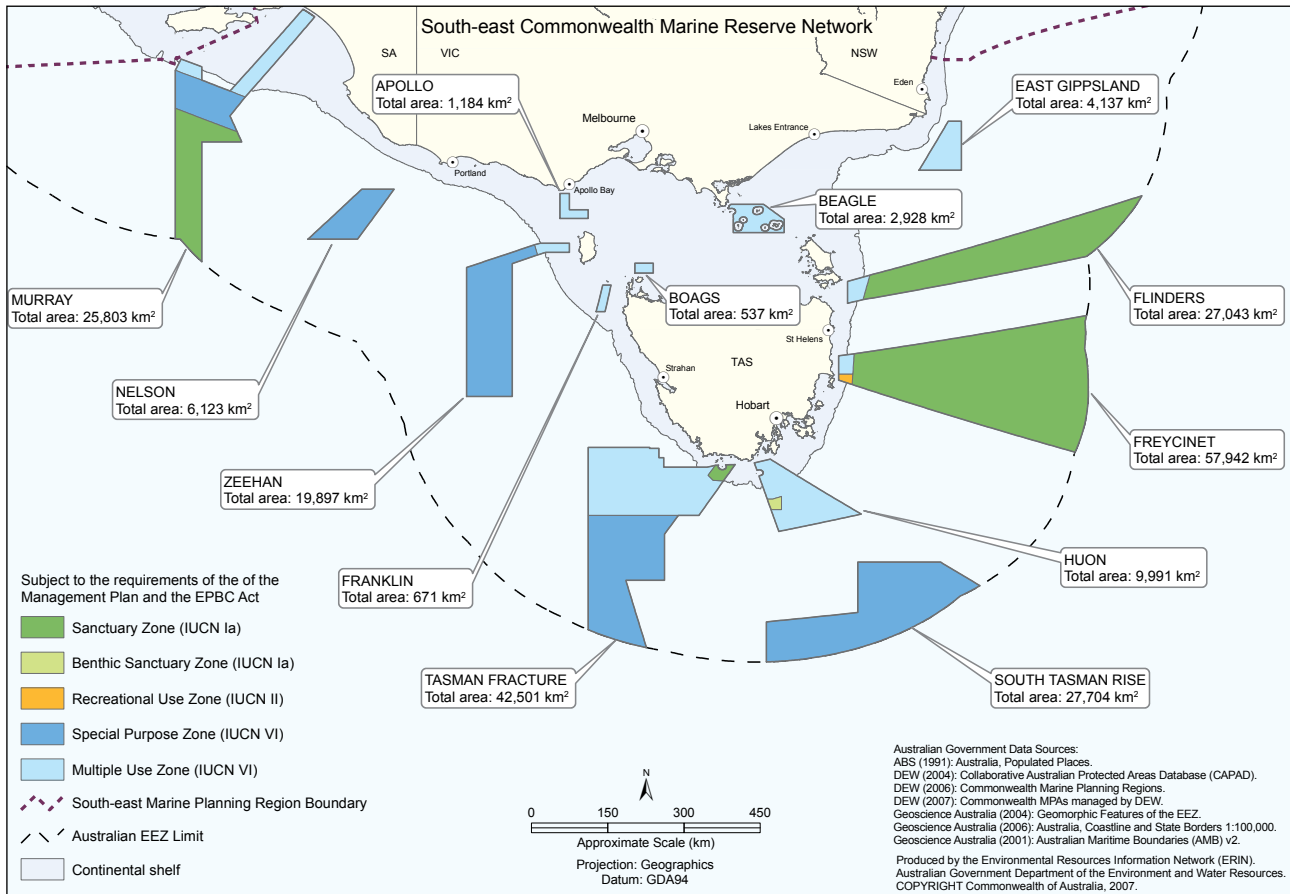 South-east Commonwealth Marine Reserve Network
SA
VIC
NSW
APOLLO
Total area: 1,184 km²
Eden
EAST GIPPSLAND
Total area: 4,137 km²
Melbourne
Lakes Entrance
Portland
Apollo Bay
BEAGLE
Total area: 2,928 km²
MURRAY
Total area: 25,803 km²
BOAGS
Total area: 537 km²
FLINDERS
Total area: 27,043 km²
St Helens
TAS
Strahan
NELSON
Total area: 6,123 km²
Hobart
FREYCINET
Total area: 57,942 km²
ZEEHAN
Total area: 19,897 km²
HUON
Total area: 9,991 km²
FRANKLIN
Total area: 671 km²
TASMAN FRACTURE
Total area: 42,501 km²
SOUTH TASMAN RISE
Total area: 27,704 km²
Subject to the requirements of the of the
Management Plan and the EPBC Act
Sanctuary Zone (IUCN Ia)
Benthic Sanctuary Zone (IUCN Ia)
Recreational Use Zone (IUCN II)
Special Purpose Zone (IUCN VI)
Multiple Use Zone (IUCN VI)
South-east Marine Planning Region Boundary
Australian EEZ Limit
Continental shelf
N
0 150 300 450
Approximate Scale (km)
Projection: Geographics
Datum: GDA94
Australian Government Data Sources:
ABS (1991): Australia, Populated Places.
DEW (2004): Collaborative Australian Protected Areas Database (CAPAD).
DEW (2006): Commonwealth Marine Planning Regions.
DEW (2007): Commonwealth MPAs managed by DEW.
Geoscience Australia (2004): Geomorphic Features of the EEZ.
Geoscience Australia (2006): Australia, Coastline and State Borders 1:100,000.
Geoscience Australia (2001): Australian Maritime Boundaries (AMB) v2.
Produced by the Environmental Resources Information Network (ERIN).
Australian Government Department of the Environment and Water Resources.
COPYRIGHT Commonwealth of Australia, 2007.